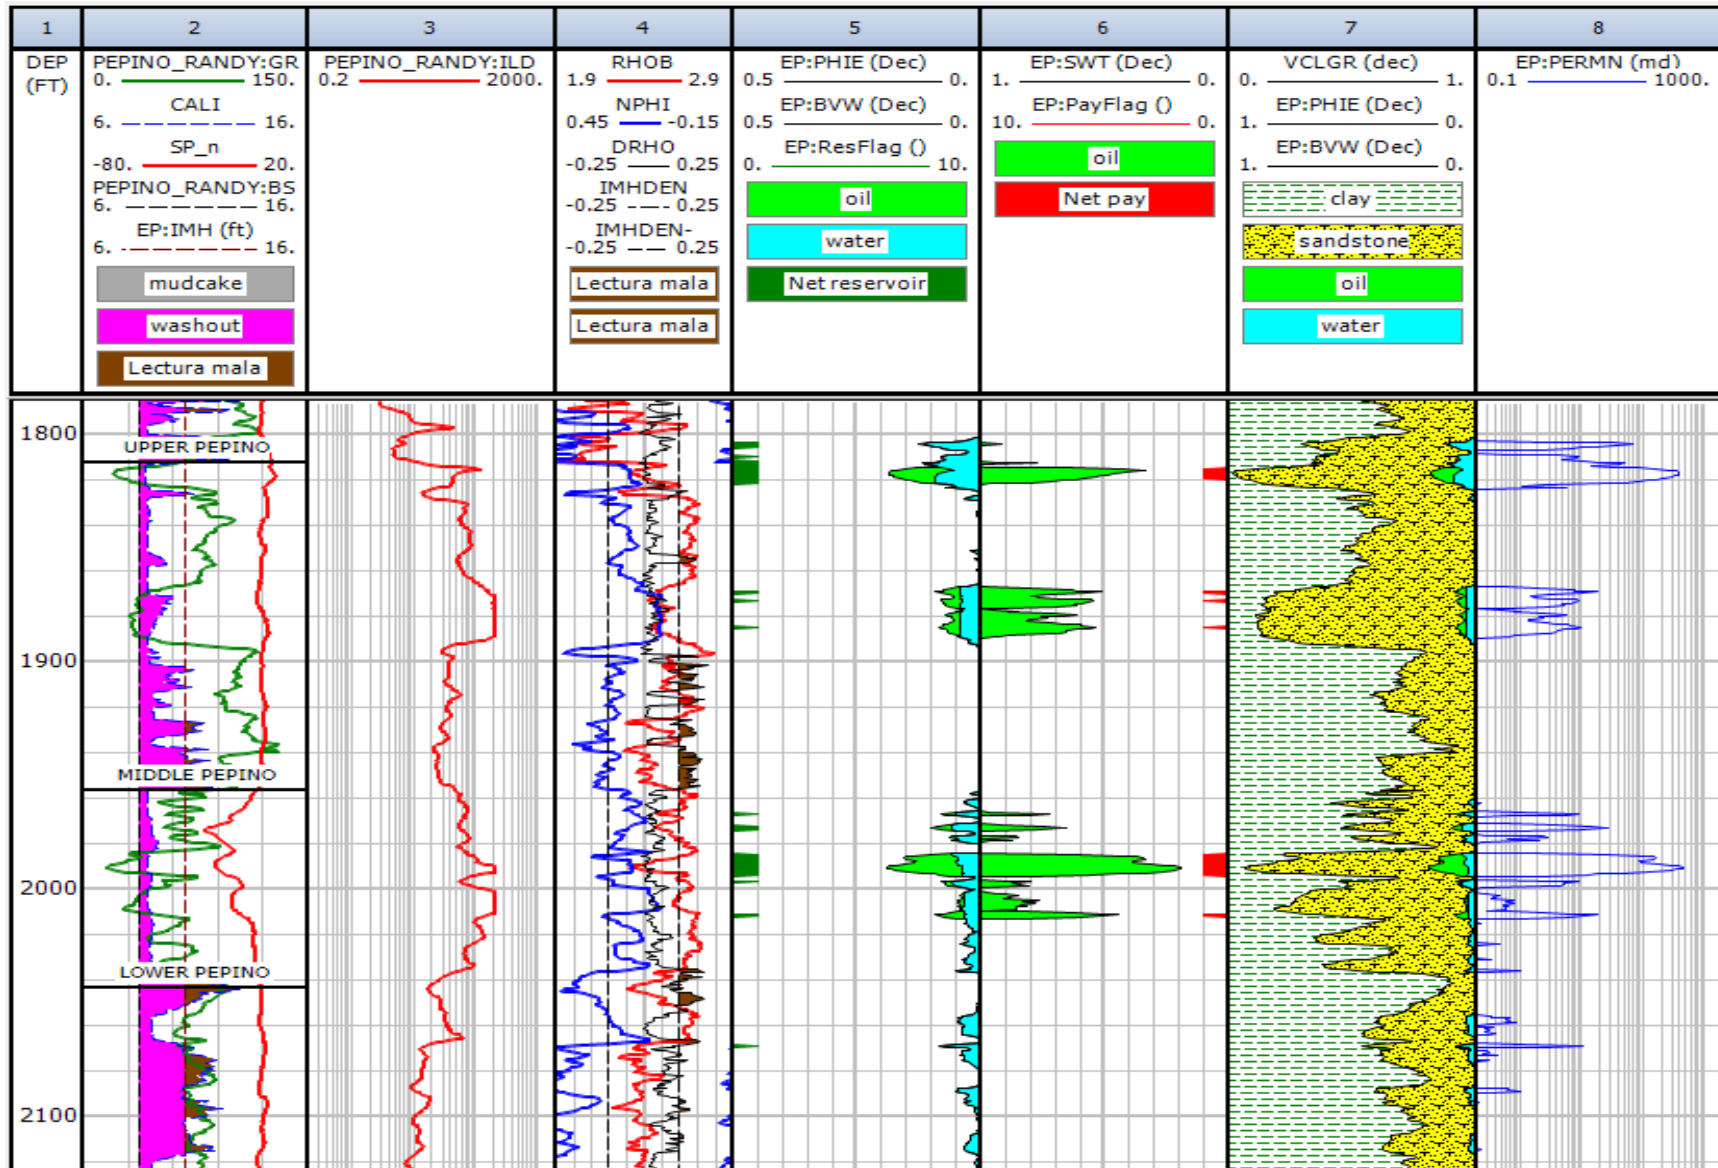 1 2 3 4 5 6 7 8
DEP
(FT)
PEPINO_RANDY:GR
0. 150.
CALI
6. 16.
SP_n
-80. 20.
PEPINO_RANDY:BS
6. 16.
EP:IMH (ft)
6. 16.
mudcake
washout
Lectura mala
PEPINO_RANDY:ILD
0.2 2000.
RHOB
1.9 2.9
NPHI
0.45 -0.15
DRHO
-0.25 0.25
IMHDEN
-0.25 0.25
IMHDEN-
-0.25 0.25
Lectura mala
Lectura mala
EP:PHIE (Dec)
0.5 0.
EP:BVW (Dec)
0.5 0.
EP:ResFlag ()
0. 10.
oil
water
Net reservoir
EP:SWT (Dec)
1. 0.
EP:PayFlag ()
10. 0.
oil
Net pay
VCLGR (dec)
0. 1.
EP:PHIE (Dec)
1. 0.
EP:BVW (Dec)
1. 0.
clay
sandstone
oil
water
EP:PERMN (md)
0.1 1000.
1800
UPPER PEPINO
1900
MIDDLE PEPINO
2000
LOWER PEPINO
2100